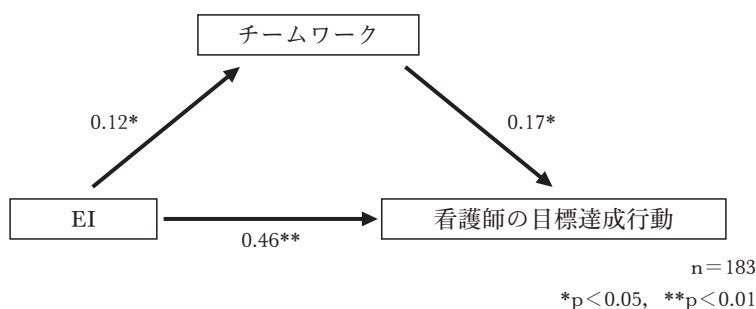 チームワーク
0.12*
0.17*
EI
看護師の目標達成行動
0.46**
n＝183
*p＜0.05，**p＜0.01